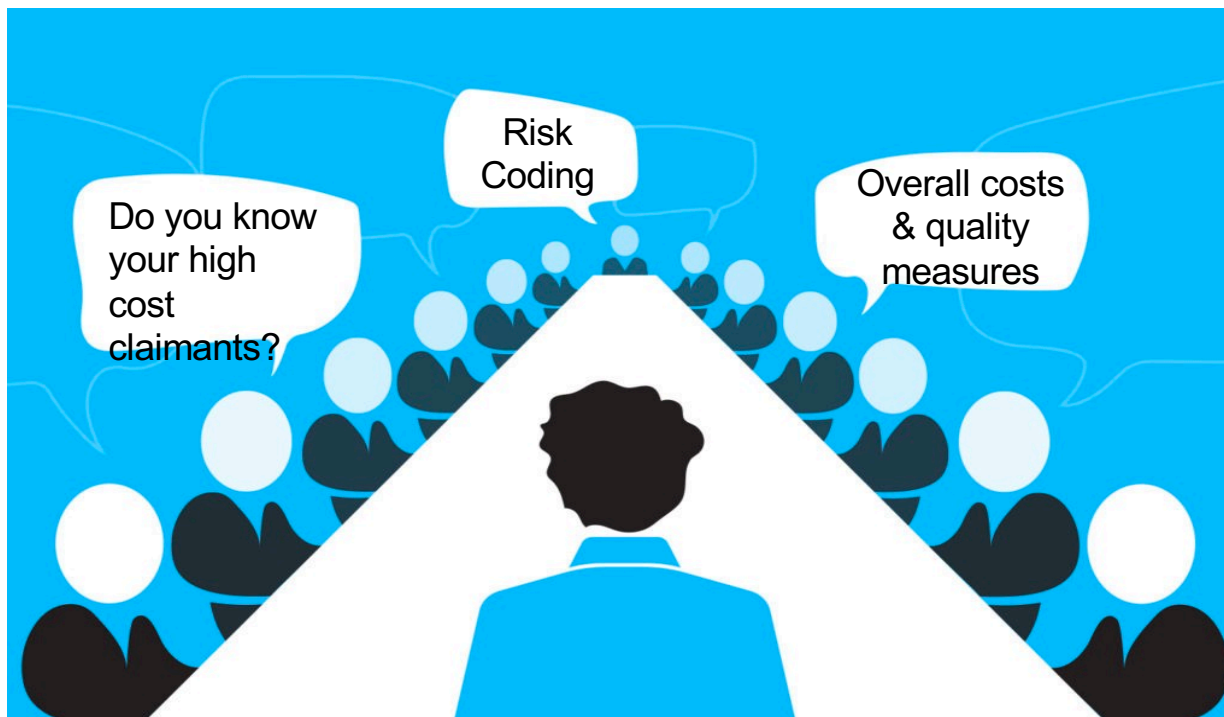 Do you know
your high
cost
claimants?
Risk
Coding
Overall costs
& quality
measures